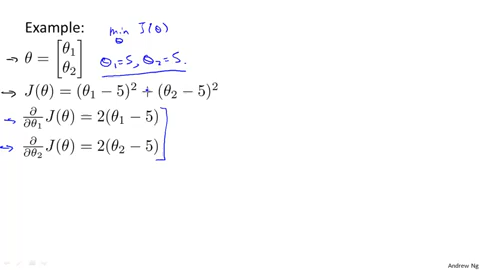 Example: min J(θ)
θ
→ θ = [θ₁ θ₂] θ₁=5, θ₂=5.
→ J(θ) = (θ₁ − 5)² + (θ₂ − 5)²
→ ∂/∂θ₁ J(θ) = 2(θ₁ − 5)
→ ∂/∂θ₂ J(θ) = 2(θ₂ − 5)
Andrew Ng